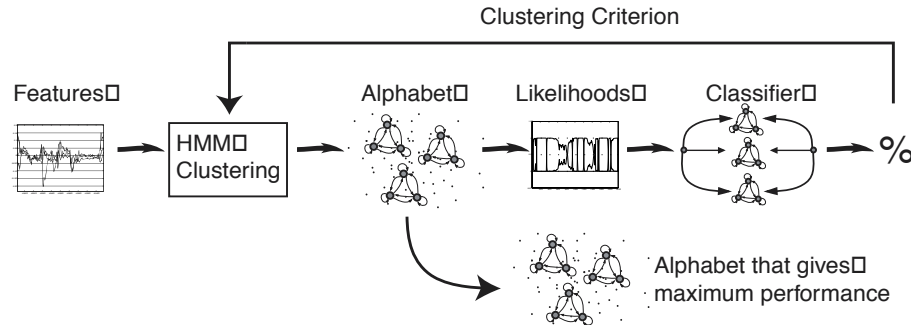 Clustering Criterion
Features□
Alphabet□
Likelihoods□
Classifier□
HMM□
Clustering
%
Alphabet that gives□
maximum performance